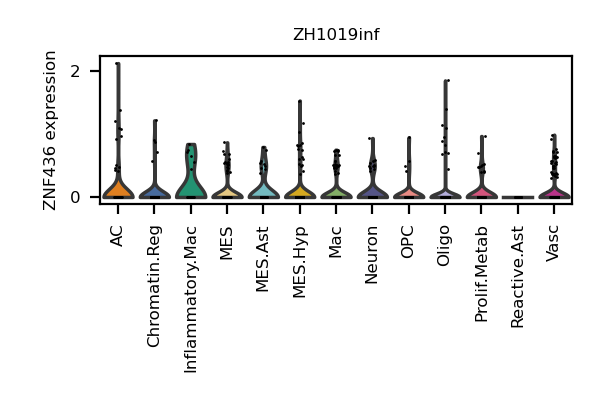 ZH1019inf
ZNF436 expression
2
0
AC
Chromatin.Reg
Inflammatory.Mac
MES
MES.Ast
MES.Hyp
Mac
Neuron
OPC
Oligo
Prolif.Metab
Reactive.Ast
Vasc